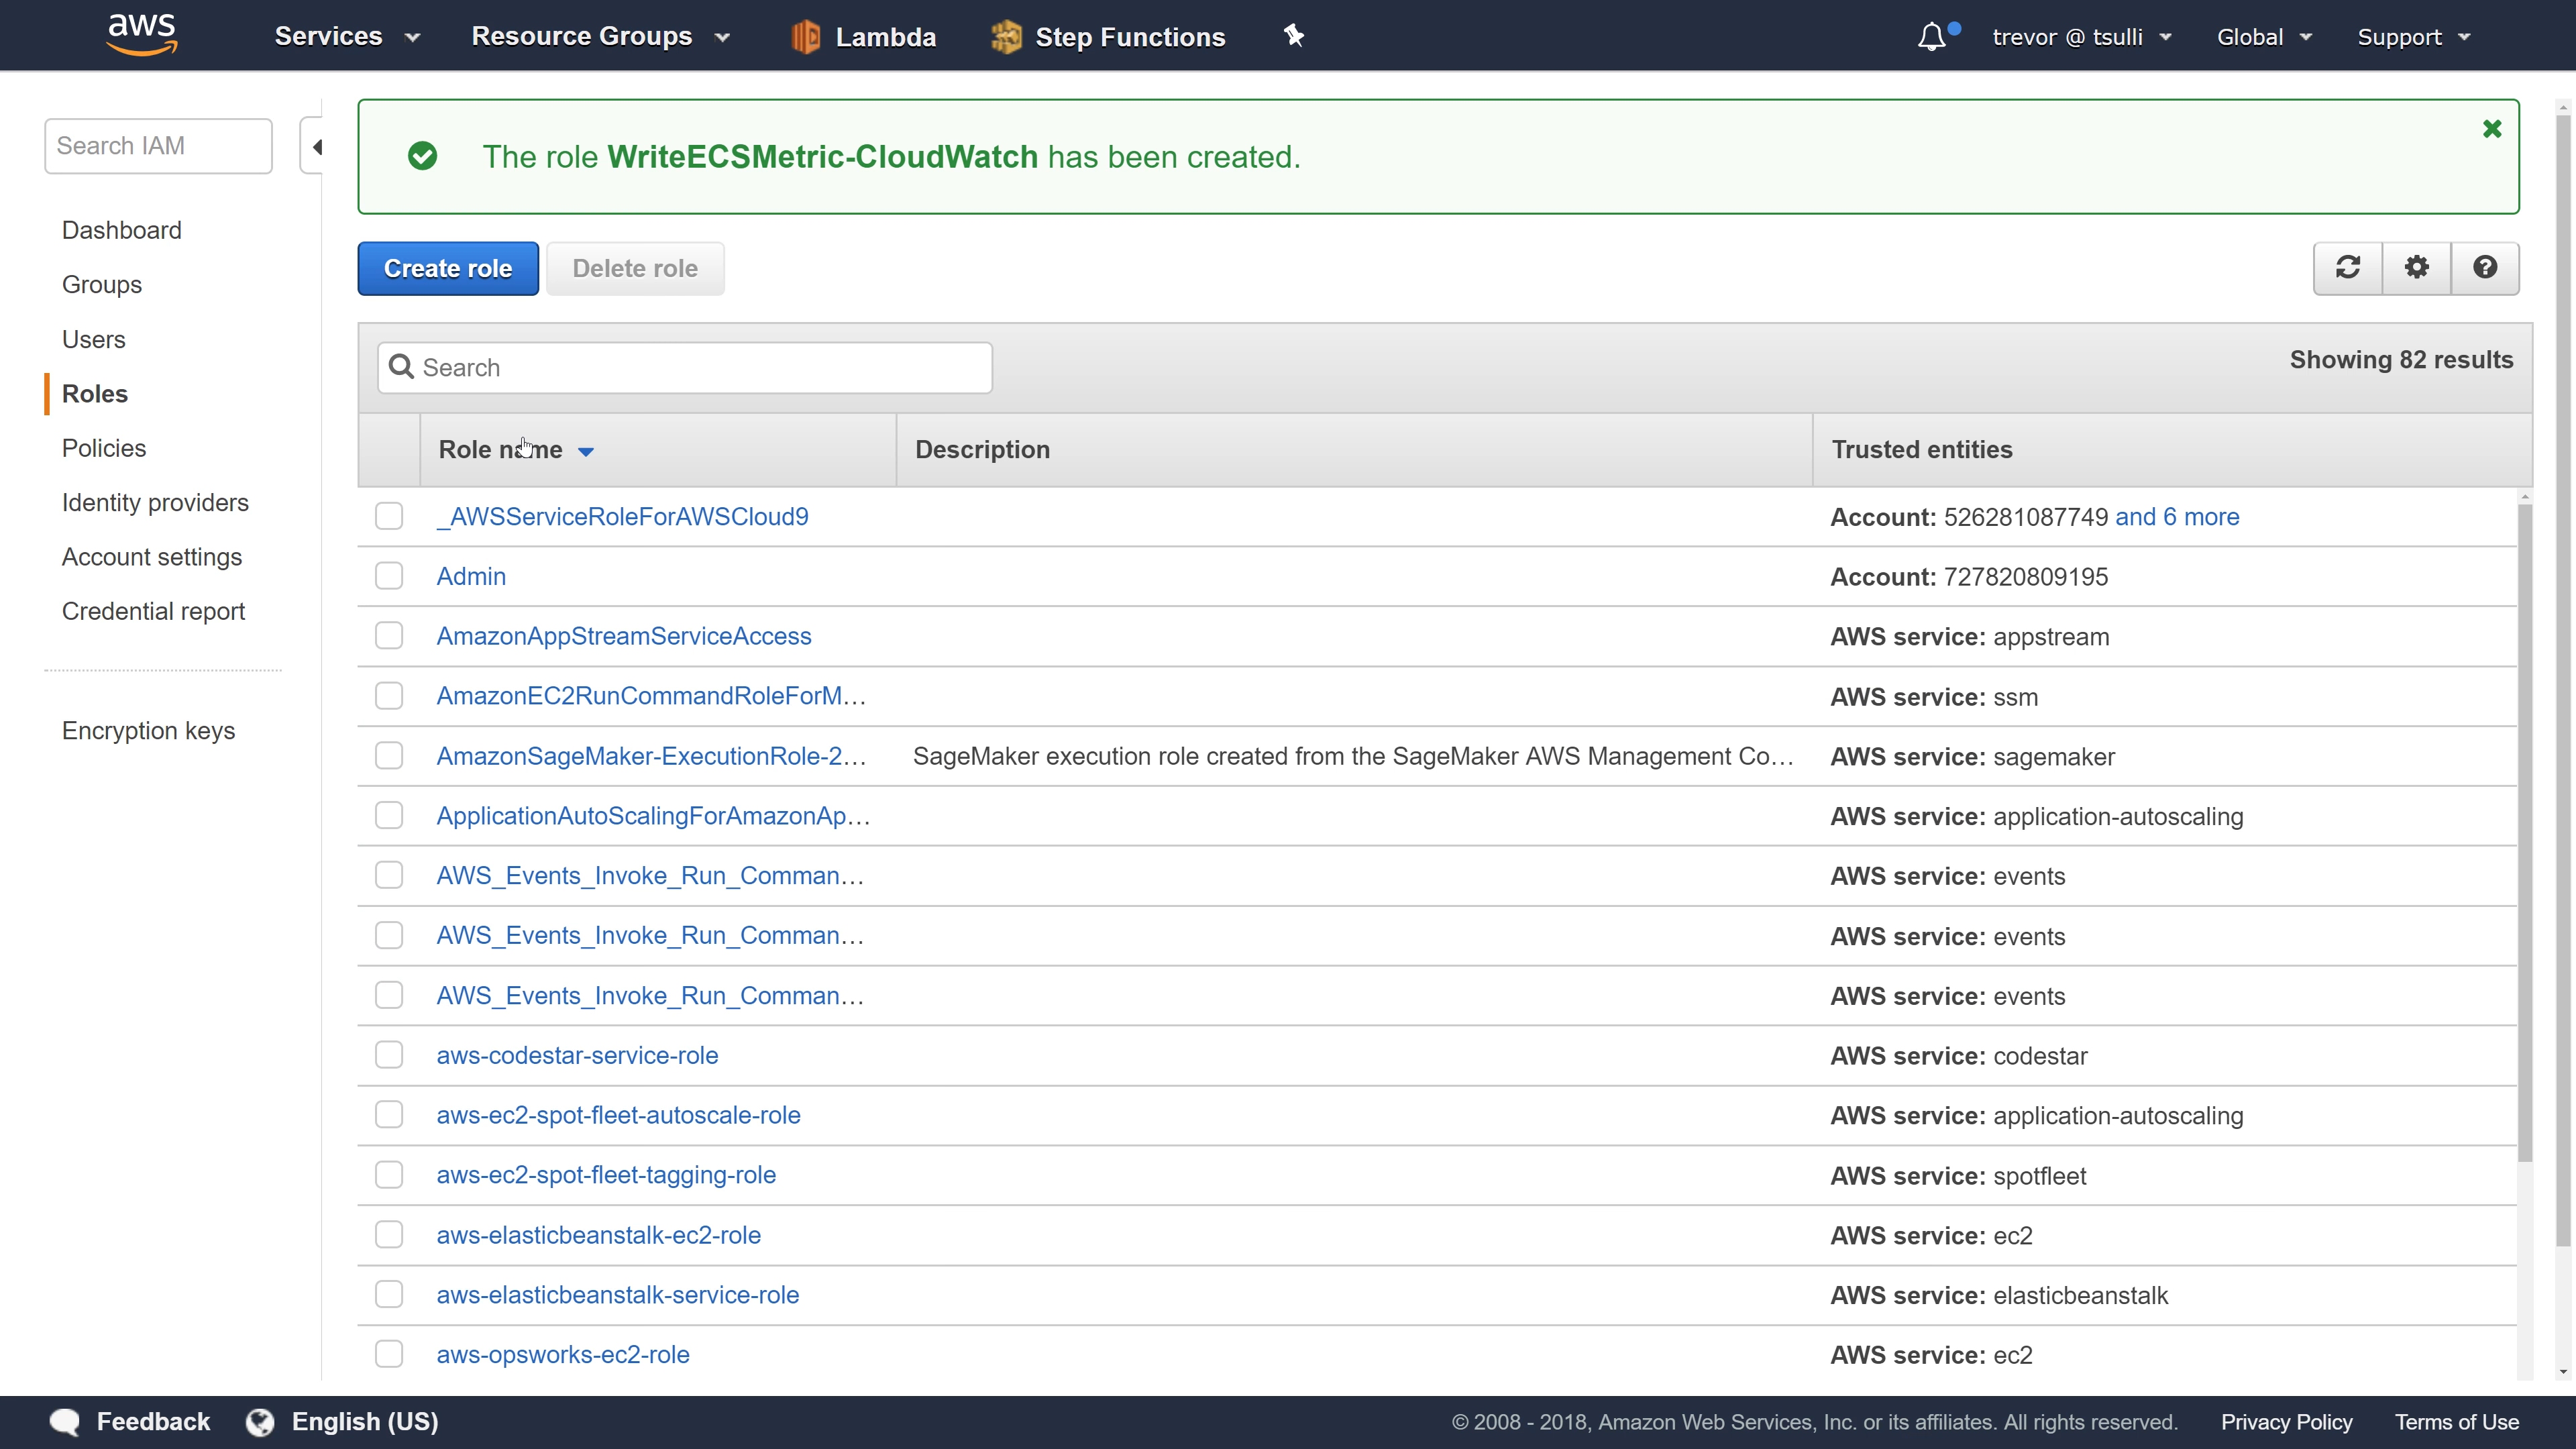 aws Services Resource Groups Lambda Step Functions trevor @ tsulli Global Support
Search IAM
The role WriteECSMetric-CloudWatch has been created.
Dashboard
Groups
Users
Roles
Policies
Identity providers
Account settings
Credential report
Encryption keys
Create role Delete role
Search Showing 82 results
Role name Description Trusted entities
_AWSServiceRoleForAWSCloud9 Account: 526281087749 and 6 more
Admin Account: 727820809195
AmazonAppStreamServiceAccess AWS service: appstream
AmazonEC2RunCommandRoleForM... AWS service: ssm
AmazonSageMaker-ExecutionRole-2... SageMaker execution role created from the SageMaker AWS Management Co... AWS service: sagemaker
ApplicationAutoScalingForAmazonAp... AWS service: application-autoscaling
AWS_Events_Invoke_Run_Comman... AWS service: events
AWS_Events_Invoke_Run_Comman... AWS service: events
AWS_Events_Invoke_Run_Comman... AWS service: events
aws-codestar-service-role AWS service: codestar
aws-ec2-spot-fleet-autoscale-role AWS service: application-autoscaling
aws-ec2-spot-fleet-tagging-role AWS service: spotfleet
aws-elasticbeanstalk-ec2-role AWS service: ec2
aws-elasticbeanstalk-service-role AWS service: elasticbeanstalk
aws-opsworks-ec2-role AWS service: ec2
Feedback English (US) © 2008 - 2018, Amazon Web Services, Inc. or its affiliates. All rights reserved. Privacy Policy Terms of Use